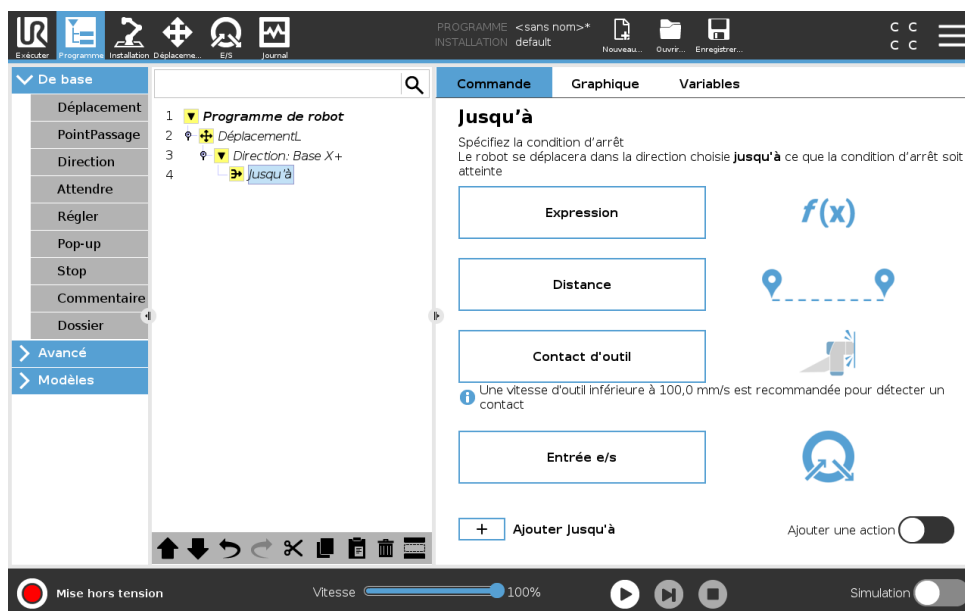 UR
PROGRAMME <sans nom>*
INSTALLATION default
Exécuter Programme Installation Déplaceme... E/S Journal
Nouveau... Ouvrir... Enregistrer...
C C
C C
De base
Déplacement
PointPassage
Direction
Attendre
Régler
Pop-up
Stop
Commentaire
Dossier
Avancé
Modèles
1 Programme de robot
2 DéplacementL
3 Direction: Base X+
4 Jusqu'à
Commande Graphique Variables
Jusqu'à
Spécifiez la condition d'arrêt
Le robot se déplacera dans la direction choisie jusqu'à ce que la condition d'arrêt soit
atteinte
Expression
f(x)
Distance
Contact d'outil
Une vitesse d'outil inférieure à 100,0 mm/s est recommandée pour détecter un
contact
Entrée e/s
+ Ajouter Jusqu'à
Ajouter une action
Mise hors tension
Vitesse 100%
Simulation